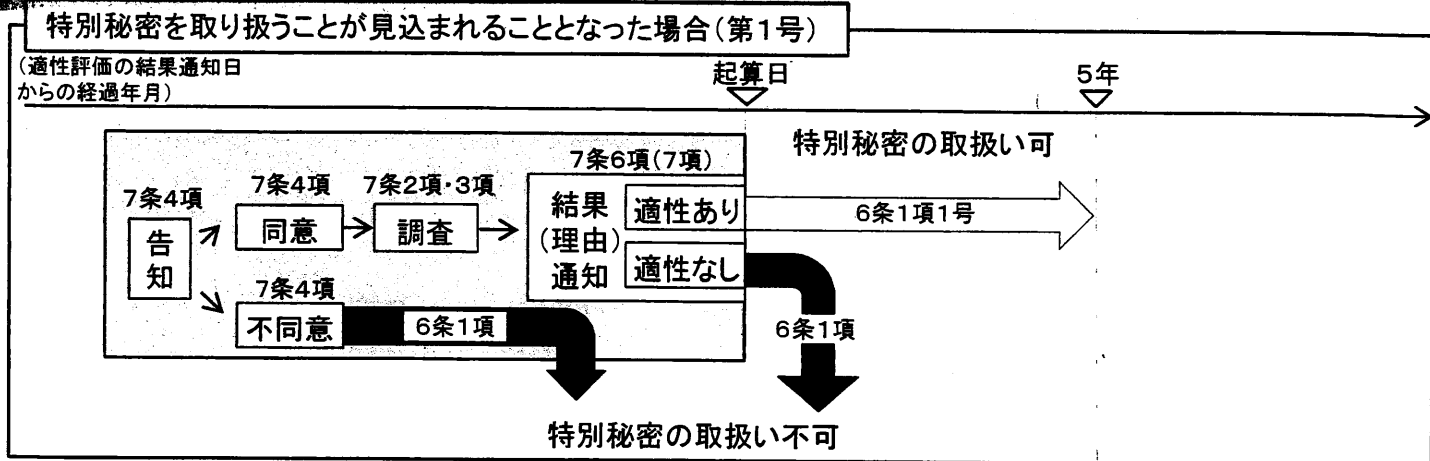 特別秘密を取り扱うことが見込まれることとなった場合(第1号)
(適性評価の結果通知日
からの経過年月)
起算日
5年
特別秘密の取扱い可
7条4項
告
知
7条4項
同意
7条2項・3項
調査
7条6項(7項)
結果
(理由)
通知
適性あり
適性なし
6条1項1号
7条4項
不同意
6条1項
6条1項
特別秘密の取扱い不可